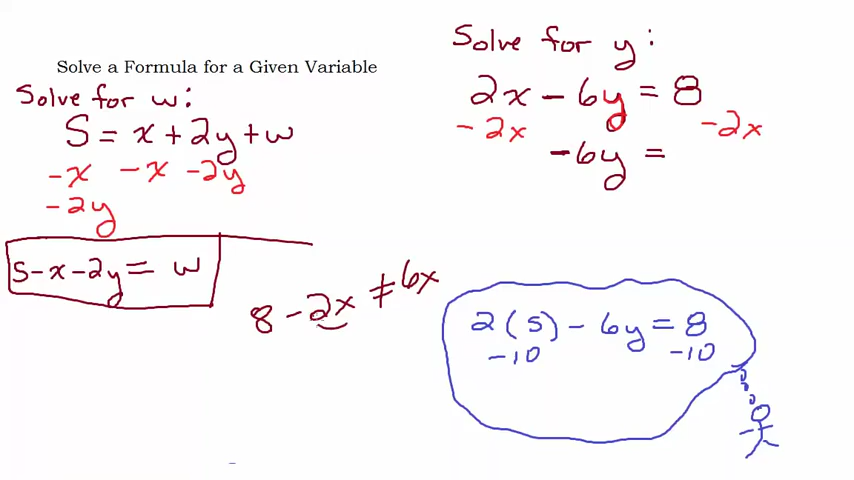 Solve a Formula for a Given Variable
Solve for w:
S = x + 2y + w
-x -x -2y
-2y
S-x-2y = w
8 - 2x ≠ 6x
Solve for y:
2x - 6y = 8
-2x -2x
-6y =
2(5) - 6y = 8
-10 -10